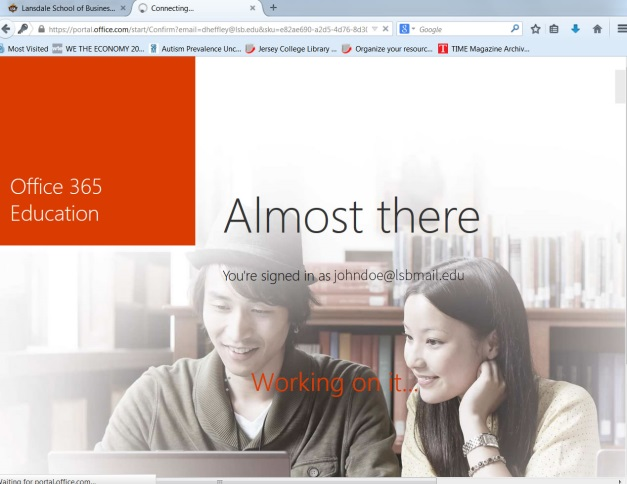 Lansdale School of Busines...
Connecting...
https://portal.office.com/start/Confirm?email=dheffley@lsb.edu&sku=e82ae690-a2d5-4d76-8d3(
Google
Most Visited
WE THE ECONOMY 20...
Autism Prevalence Unc...
Jersey College Library ...
Organize your resourc...
TIME Magazine Archiv...
Office 365
Education
Almost there
You're signed in as johndoe@lsbmail.edu
Working on it...
Waiting for portal.office.com...